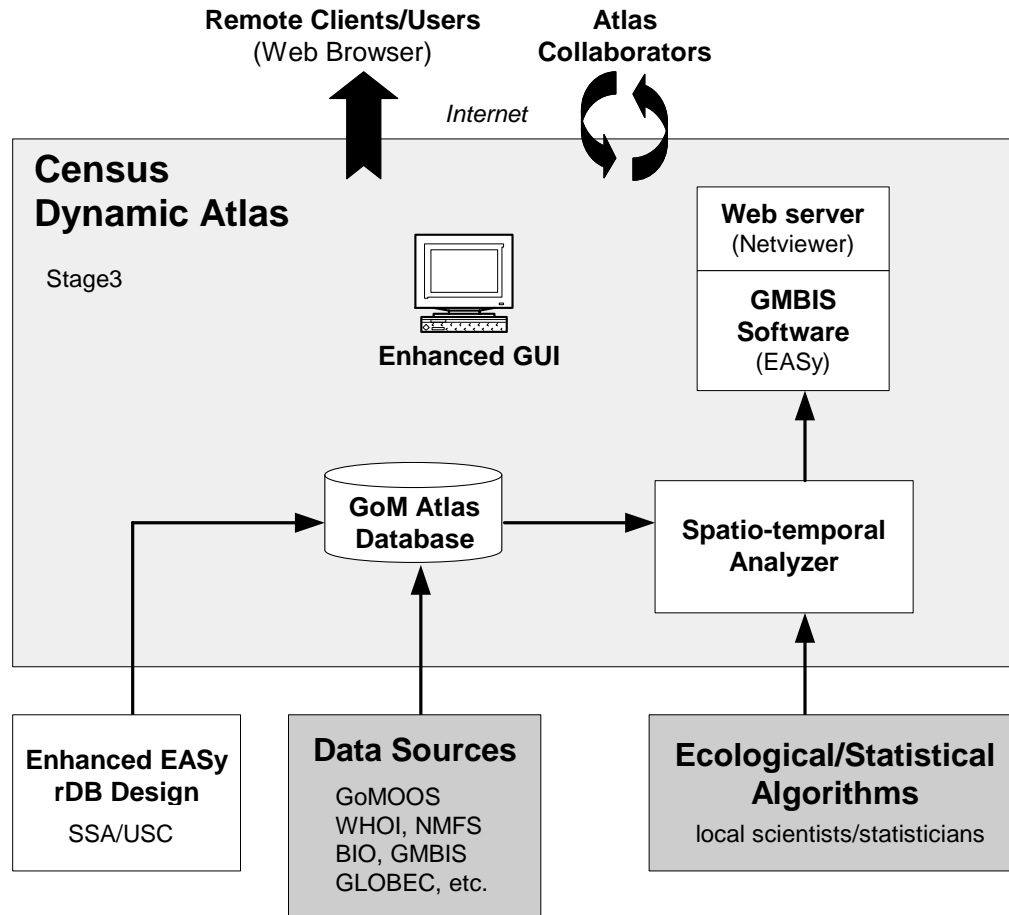 Remote Clients/Users
(Web Browser)
Atlas
Collaborators
Internet
Census
Dynamic Atlas
Stage3
Enhanced GUI
Web server
(Netviewer)
GMBIS
Software
(EASy)
GoM Atlas
Database
Spatio-temporal
Analyzer
Enhanced EASy
rDB Design
SSA/USC
Data Sources
GoMOOS
WHOI, NMFS
BIO, GMBIS
GLOBEC, etc.
Ecological/Statistical
Algorithms
local scientists/statisticians